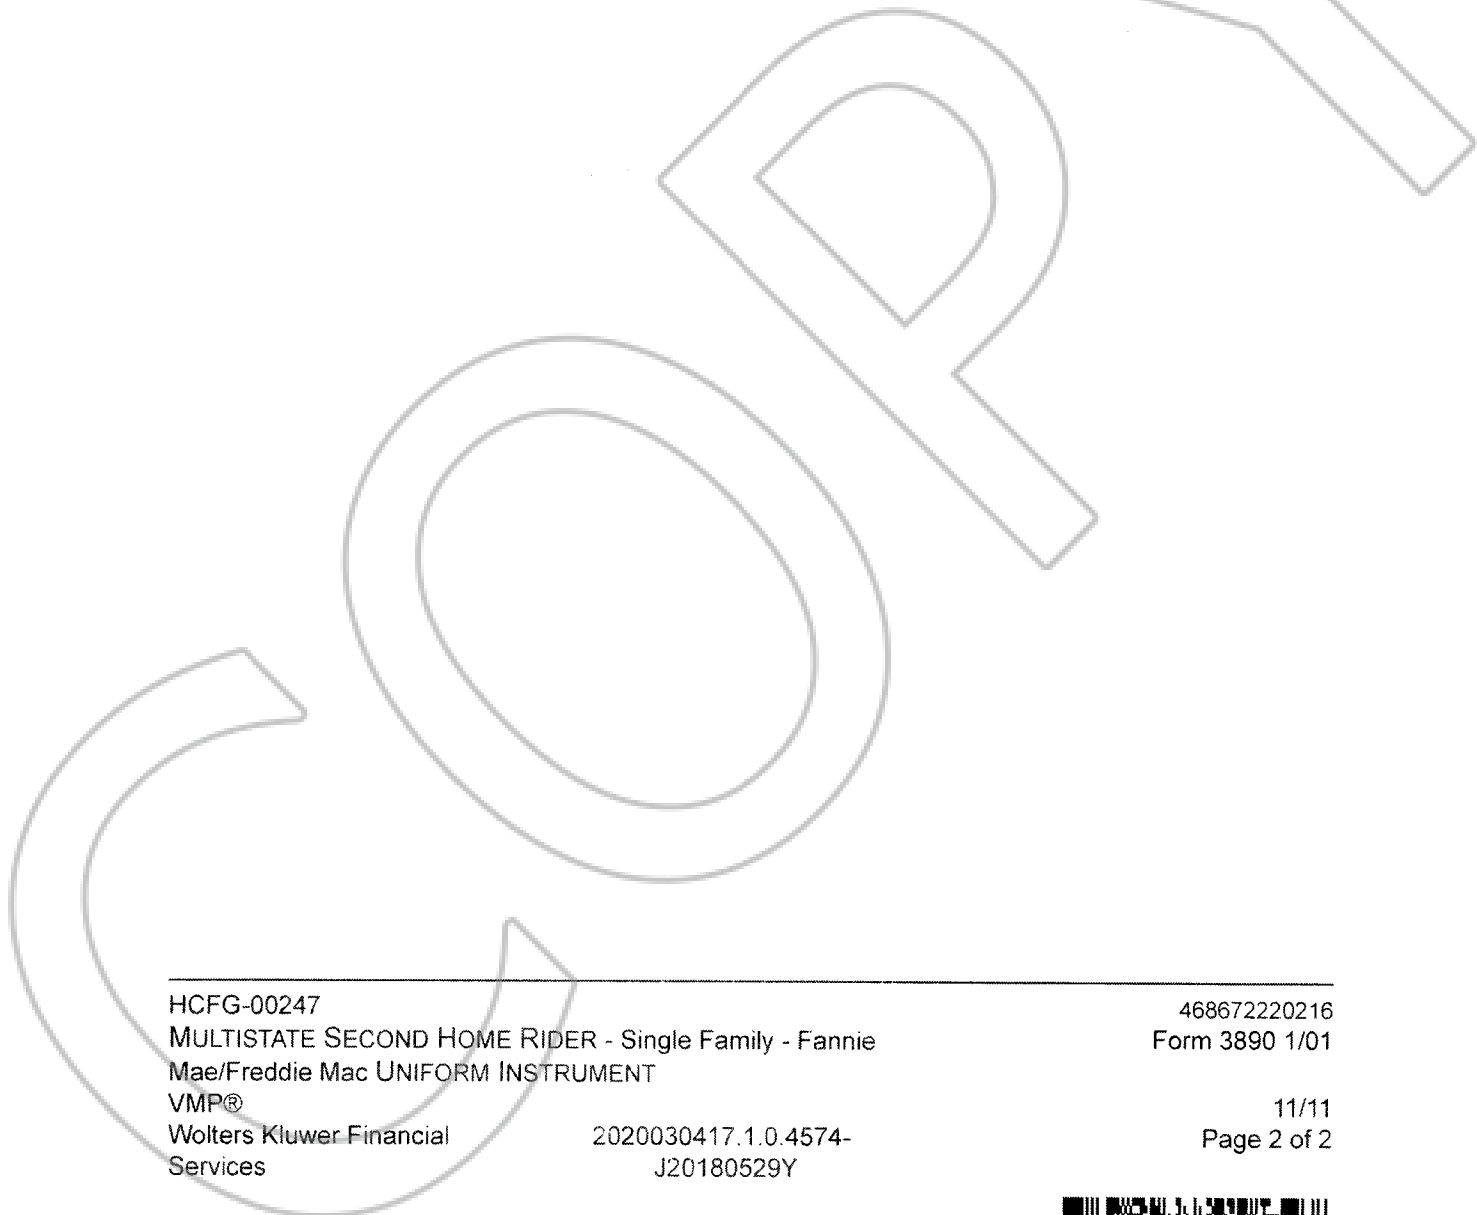 COPY
HCFG-00247 468672220216
MULTISTATE SECOND HOME RIDER - Single Family - Fannie Form 3890 1/01
Mae/Freddie Mac UNIFORM INSTRUMENT
VMP® 11/11
Wolters Kluwer Financial 2020030417.1.0.4574- Page 2 of 2
Services J20180529Y